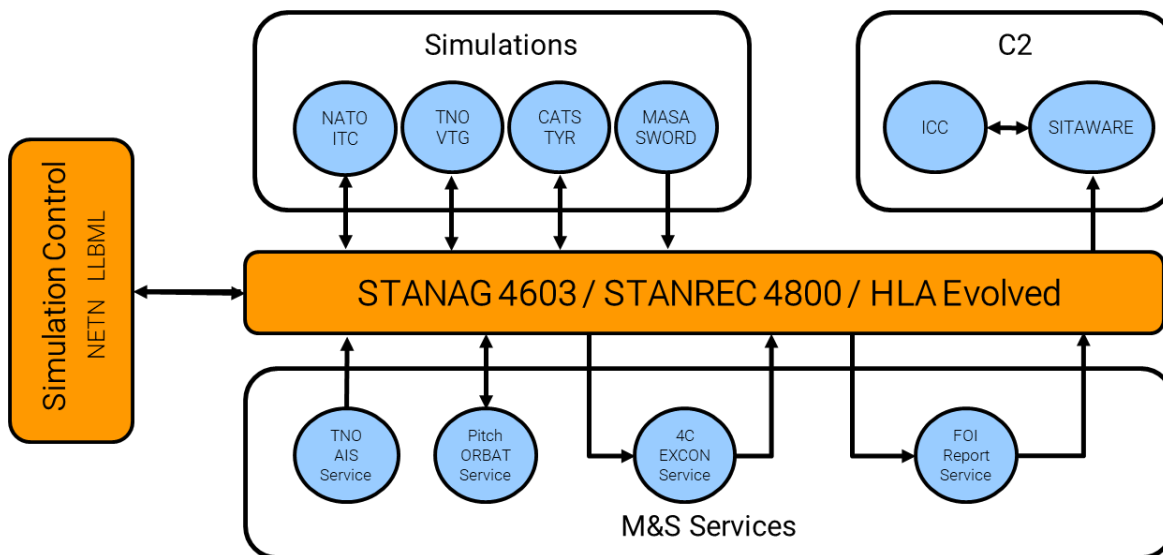 Simulations
C2
NATO
ITC
TNO
VTG
CATS
TYR
MASA
SWORD
ICC
SITAWARE
Simulation Control
NETN LLBML
STANAG 4603 / STANREC 4800 / HLA Evolved
TNO
AIS
Service
Pitch
ORBAT
Service
4C
EXCON
Service
FOI
Report
Service
M&S Services